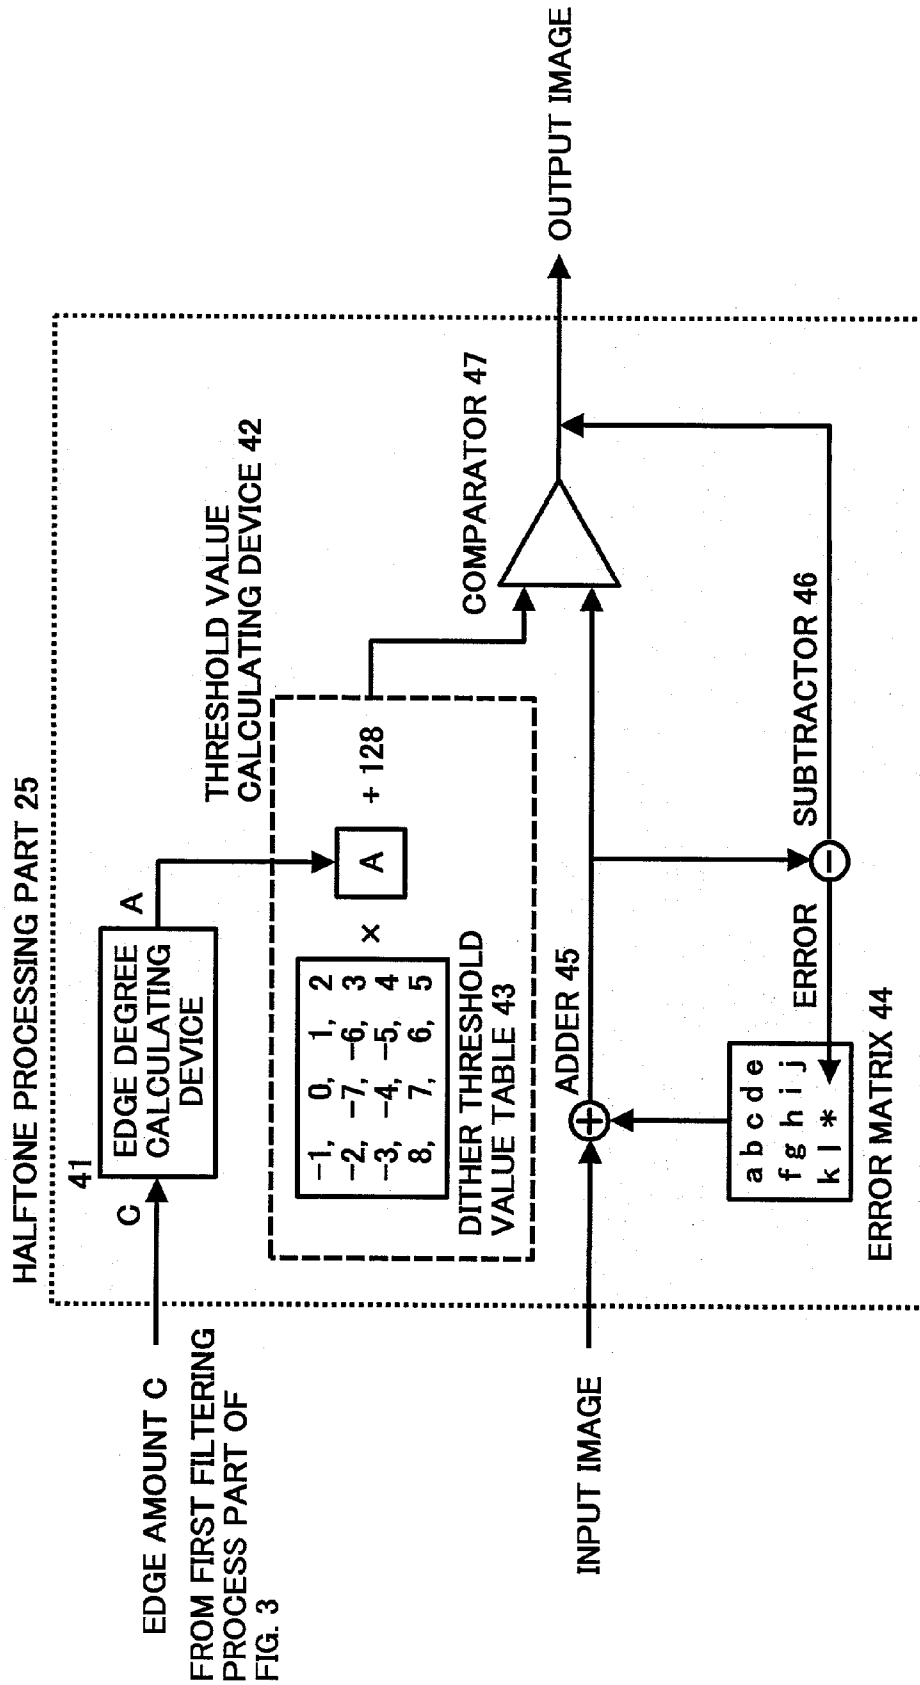 HALFTONE PROCESSING PART 25
EDGE AMOUNT C
FROM FIRST FILTERING
PROCESS PART OF
FIG. 3
C
41
EDGE DEGREE
CALCULATING
DEVICE
A
THRESHOLD VALUE
CALCULATING DEVICE 42
-1, 0, 1, 2
-2, -7, -6, 3
-3, -4, -5, 4
8, 7, 6, 5
×
A
+ 128
DITHER THRESHOLD
VALUE TABLE 43
COMPARATOR 47
OUTPUT IMAGE
INPUT IMAGE
ADDER 45
+
a b c d e
f g h i j
k l *
ERROR MATRIX 44
ERROR
−
SUBTRACTOR 46